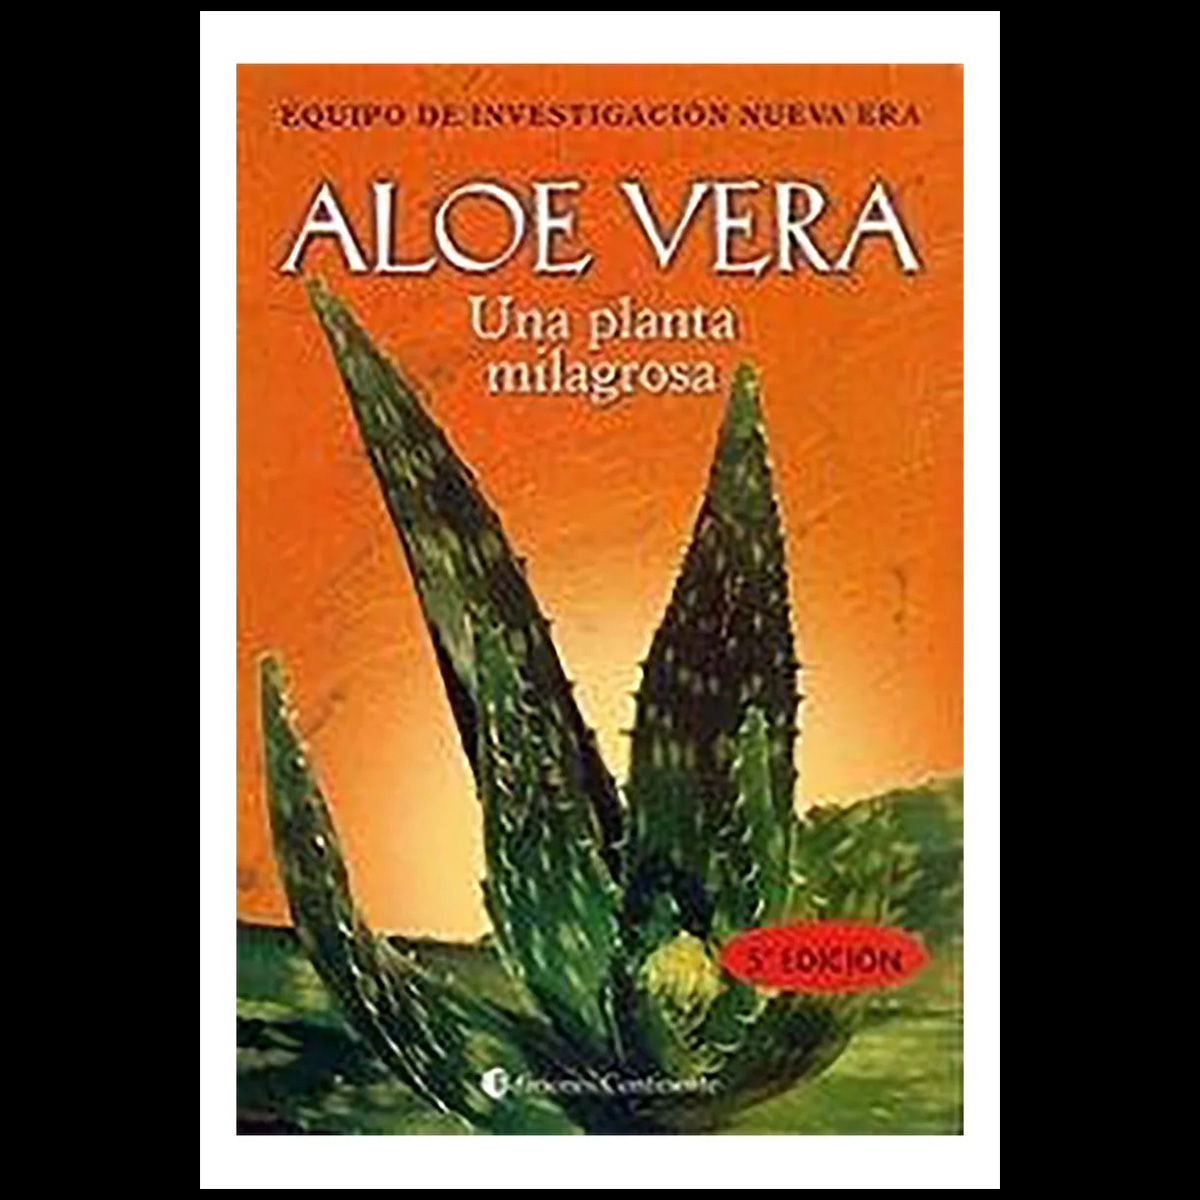 EQUIPO DE INVESTIGACIÓN NUEVA ERA
ALOE VERA
Una planta
milagrosa
5ª EDICIÓN
Ediciones Continente